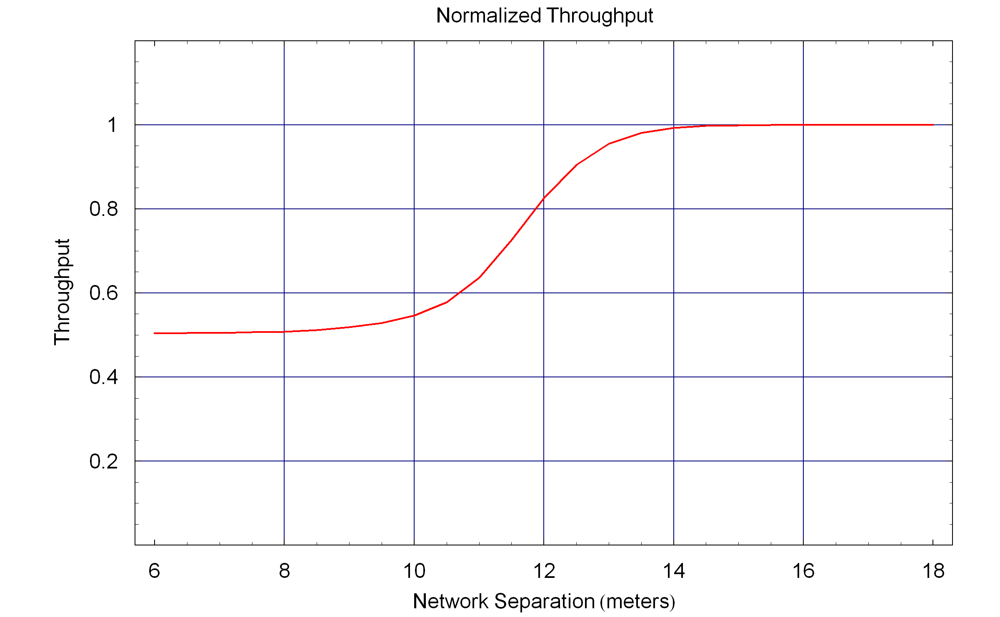 Normalized Throughput
Throughput
1
0.8
0.6
0.4
0.2
6 8 10 12 14 16 18
Network Separation (meters)